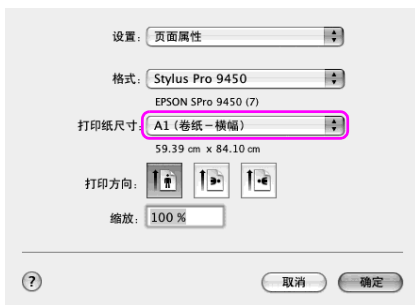 设置： 页面属性
格式： Stylus Pro 9450
EPSON SPro 9450 (7)
打印纸尺寸： A1 (卷纸－横幅)
59.39 cm x 84.10 cm
打印方向：
缩放： 100 %
? 取消 确定